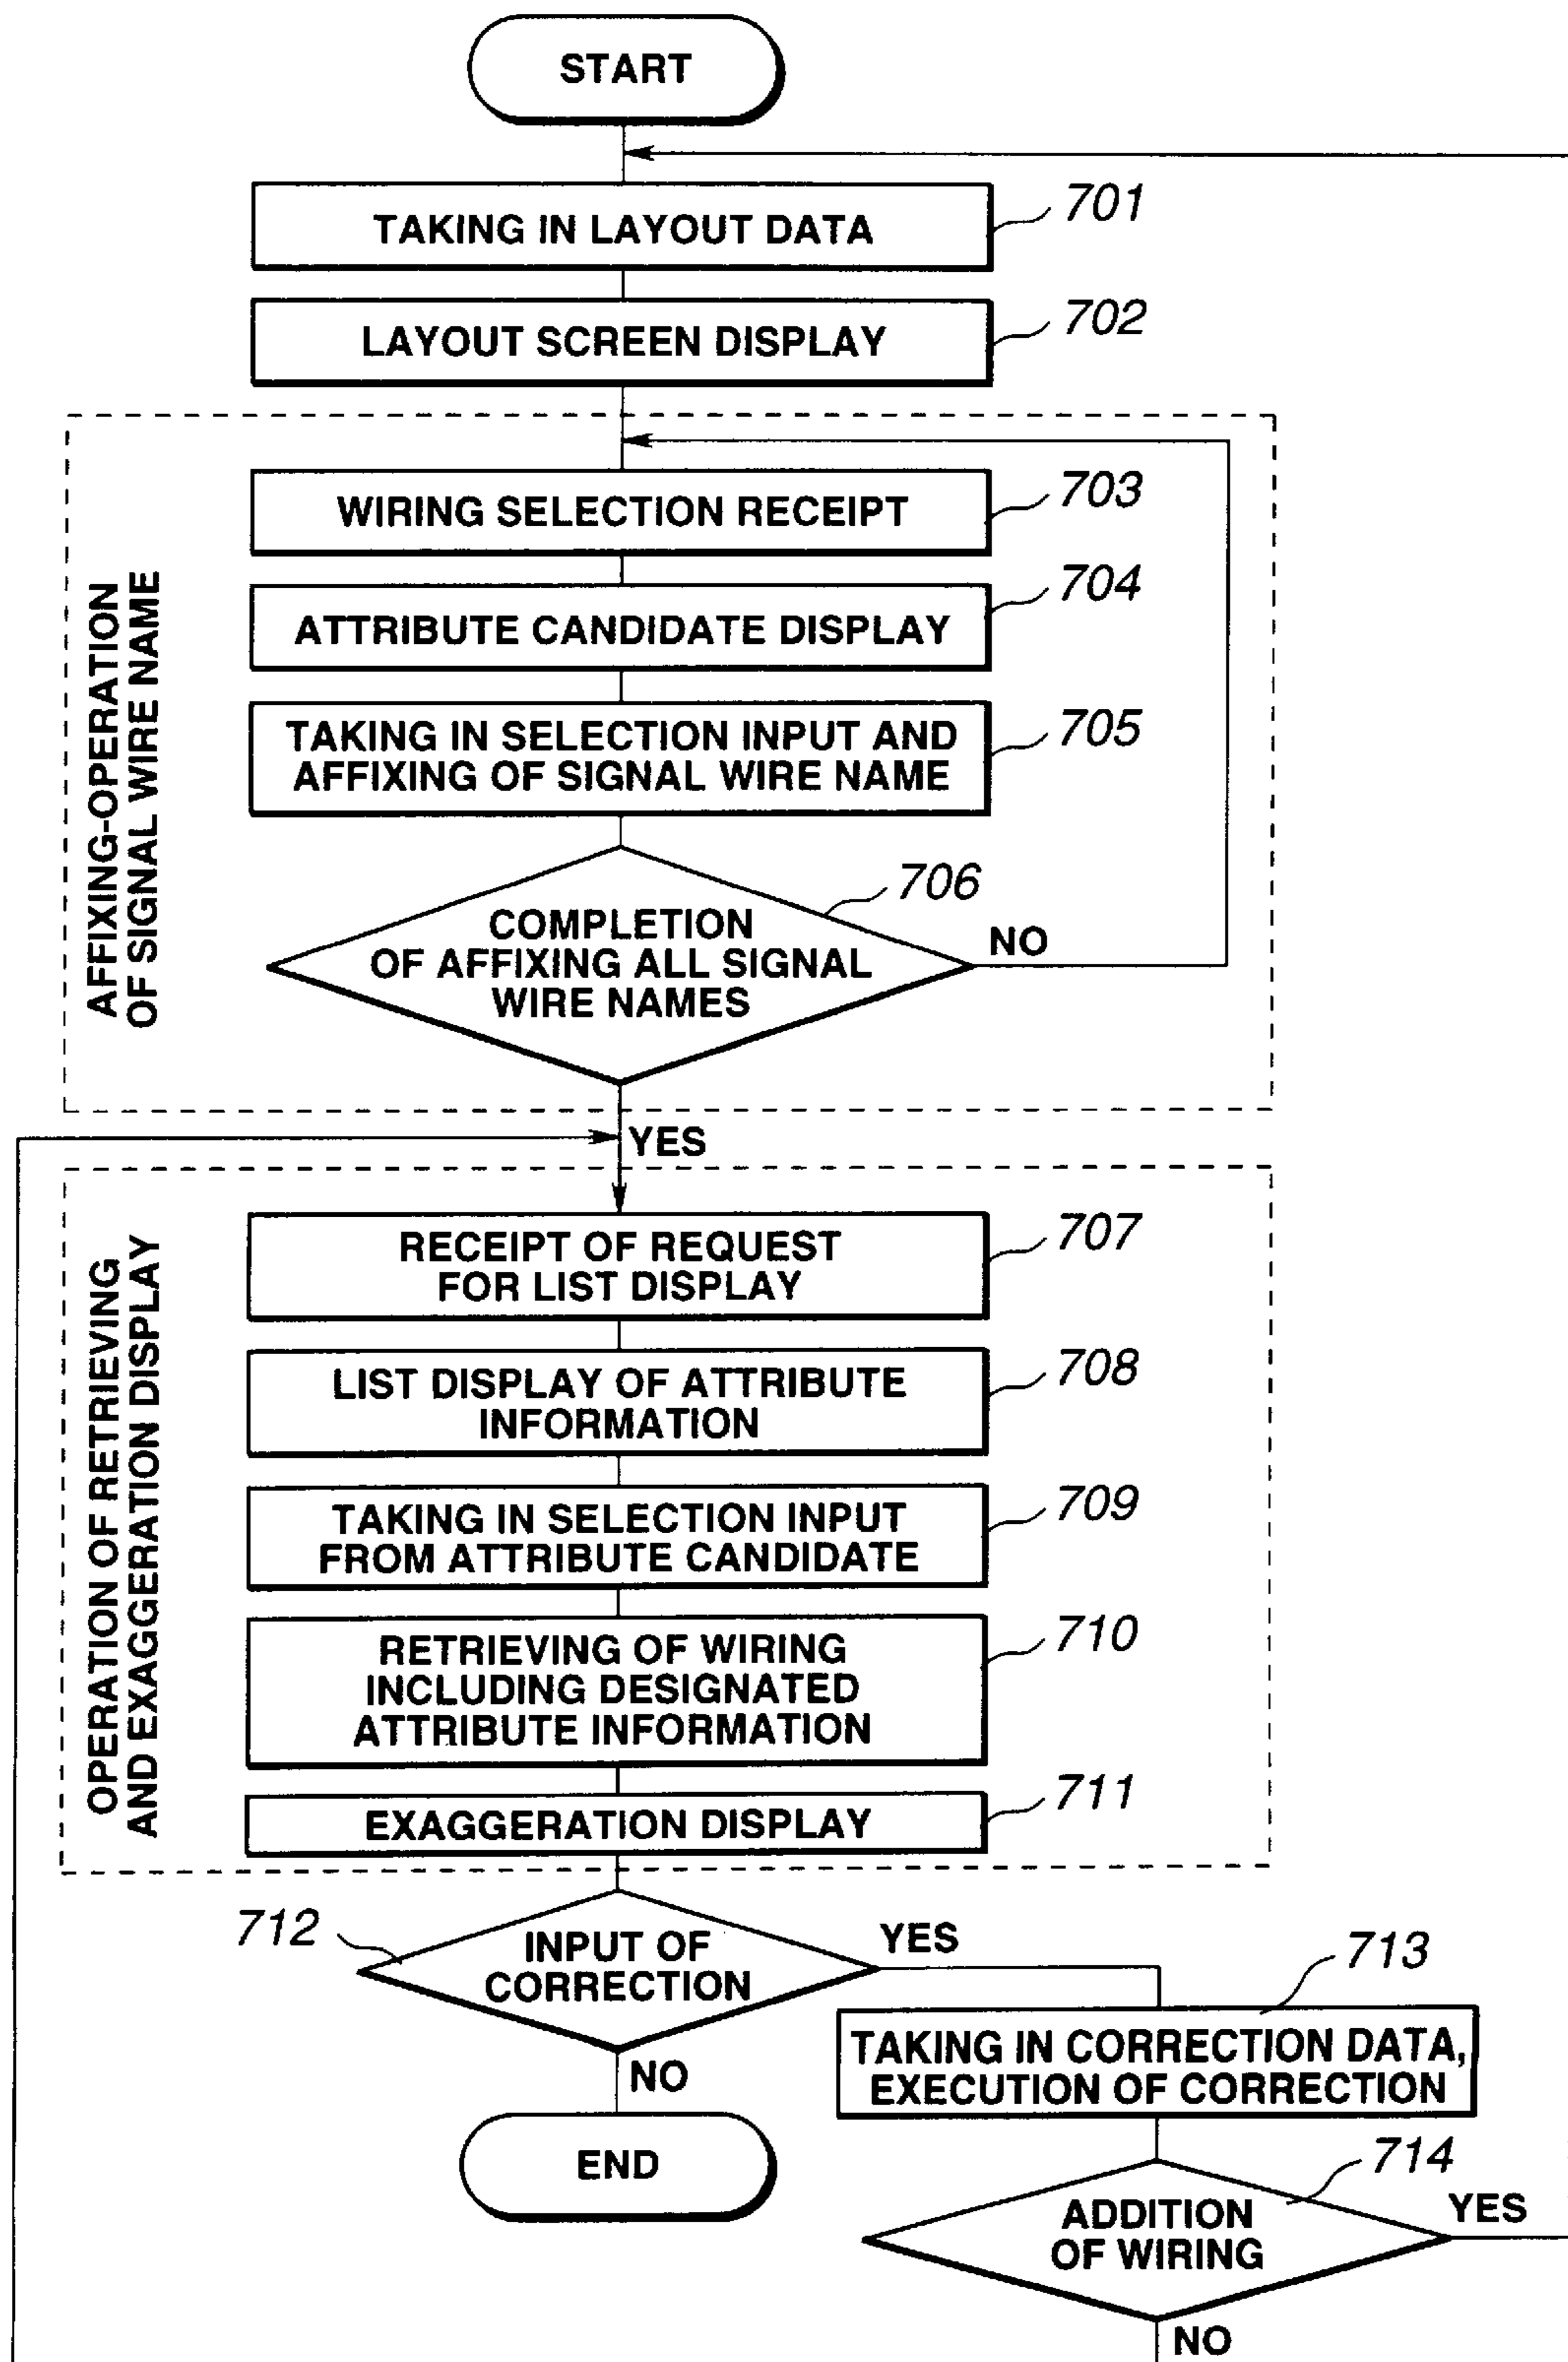 START
TAKING IN LAYOUT DATA
701
LAYOUT SCREEN DISPLAY
702
AFFIXING-OPERATION
OF SIGNAL WIRE NAME
WIRING SELECTION RECEIPT
703
ATTRIBUTE CANDIDATE DISPLAY
704
TAKING IN SELECTION INPUT AND
AFFIXING OF SIGNAL WIRE NAME
705
706
COMPLETION
OF AFFIXING ALL SIGNAL
WIRE NAMES
NO
YES
OPERATION OF RETRIEVING
AND EXAGGERATION DISPLAY
RECEIPT OF REQUEST
FOR LIST DISPLAY
707
LIST DISPLAY OF ATTRIBUTE
INFORMATION
708
TAKING IN SELECTION INPUT
FROM ATTRIBUTE CANDIDATE
709
RETRIEVING OF WIRING
INCLUDING DESIGNATED
ATTRIBUTE INFORMATION
710
EXAGGERATION DISPLAY
711
712
INPUT OF
CORRECTION
YES
NO
END
713
TAKING IN CORRECTION DATA,
EXECUTION OF CORRECTION
714
ADDITION
OF WIRING
YES
NO